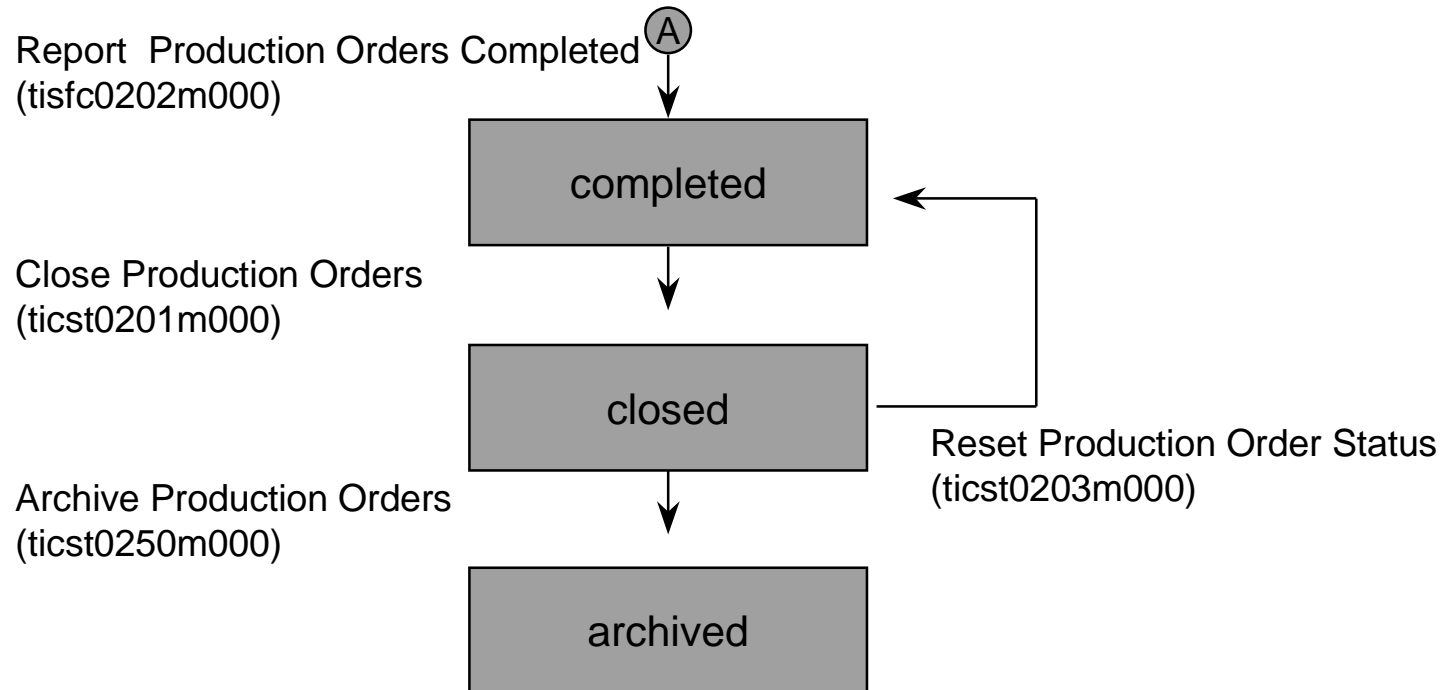 A
Report  Production Orders Completed
(tisfc0202m000)
completed
Close Production Orders
(ticst0201m000)
closed
Reset Production Order Status
(ticst0203m000)
Archive Production Orders
(ticst0250m000)
archived